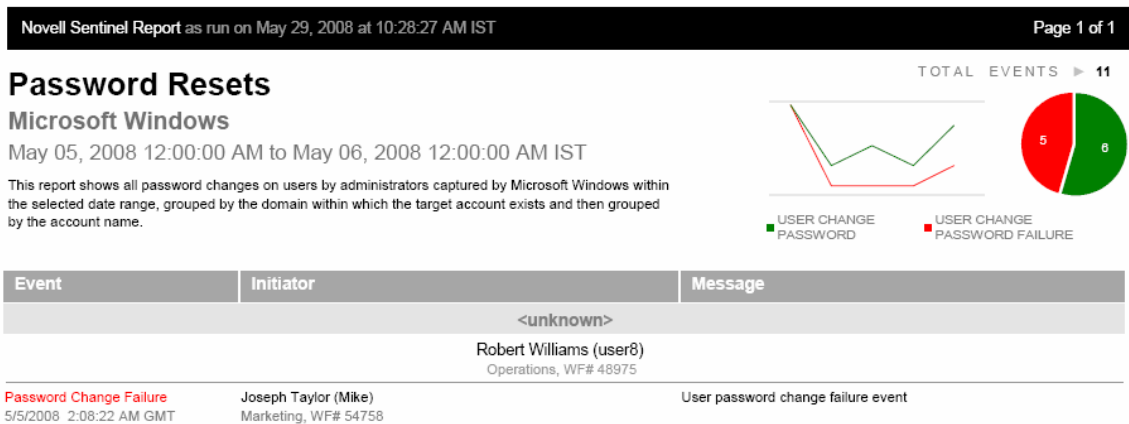 Novell Sentinel Report as run on May 29, 2008 at 10:28:27 AM IST
Page 1 of 1
TOTAL EVENTS ▶ 11
Password Resets
Microsoft Windows
May 05, 2008 12:00:00 AM to May 06, 2008 12:00:00 AM IST
This report shows all password changes on users by administrators captured by Microsoft Windows within
the selected date range, grouped by the domain within which the target account exists and then grouped
by the account name.
5
6
USER CHANGE
PASSWORD
USER CHANGE
PASSWORD FAILURE
Event
Initiator
Message
<unknown>
Robert Williams (user8)
Operations, WF# 48975
Password Change Failure
Joseph Taylor (Mike)
User password change failure event
5/5/2008 2:08:22 AM GMT
Marketing, WF# 54758